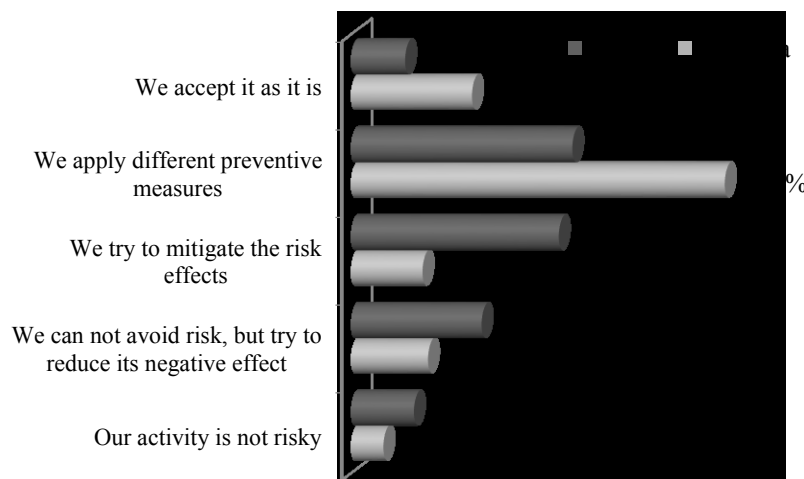 We accept it as it is
We apply different preventive
measures
%
We try to mitigate the risk
effects
We can not avoid risk, but try to
reduce its negative effect
Our activity is not risky